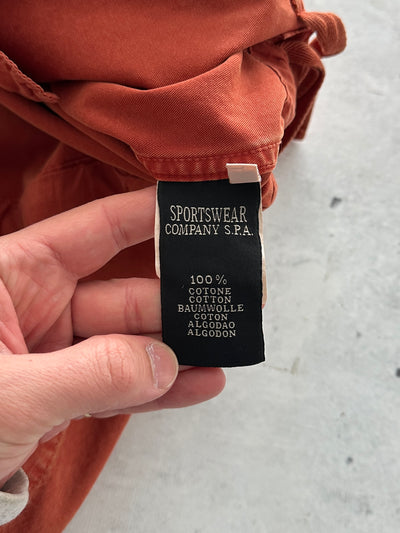 SPORTSWEAR
COMPANY S.P.A.
100%
COTONE
COTTON
BAUMWOLLE
COTON
ALGODAO
ALGODON